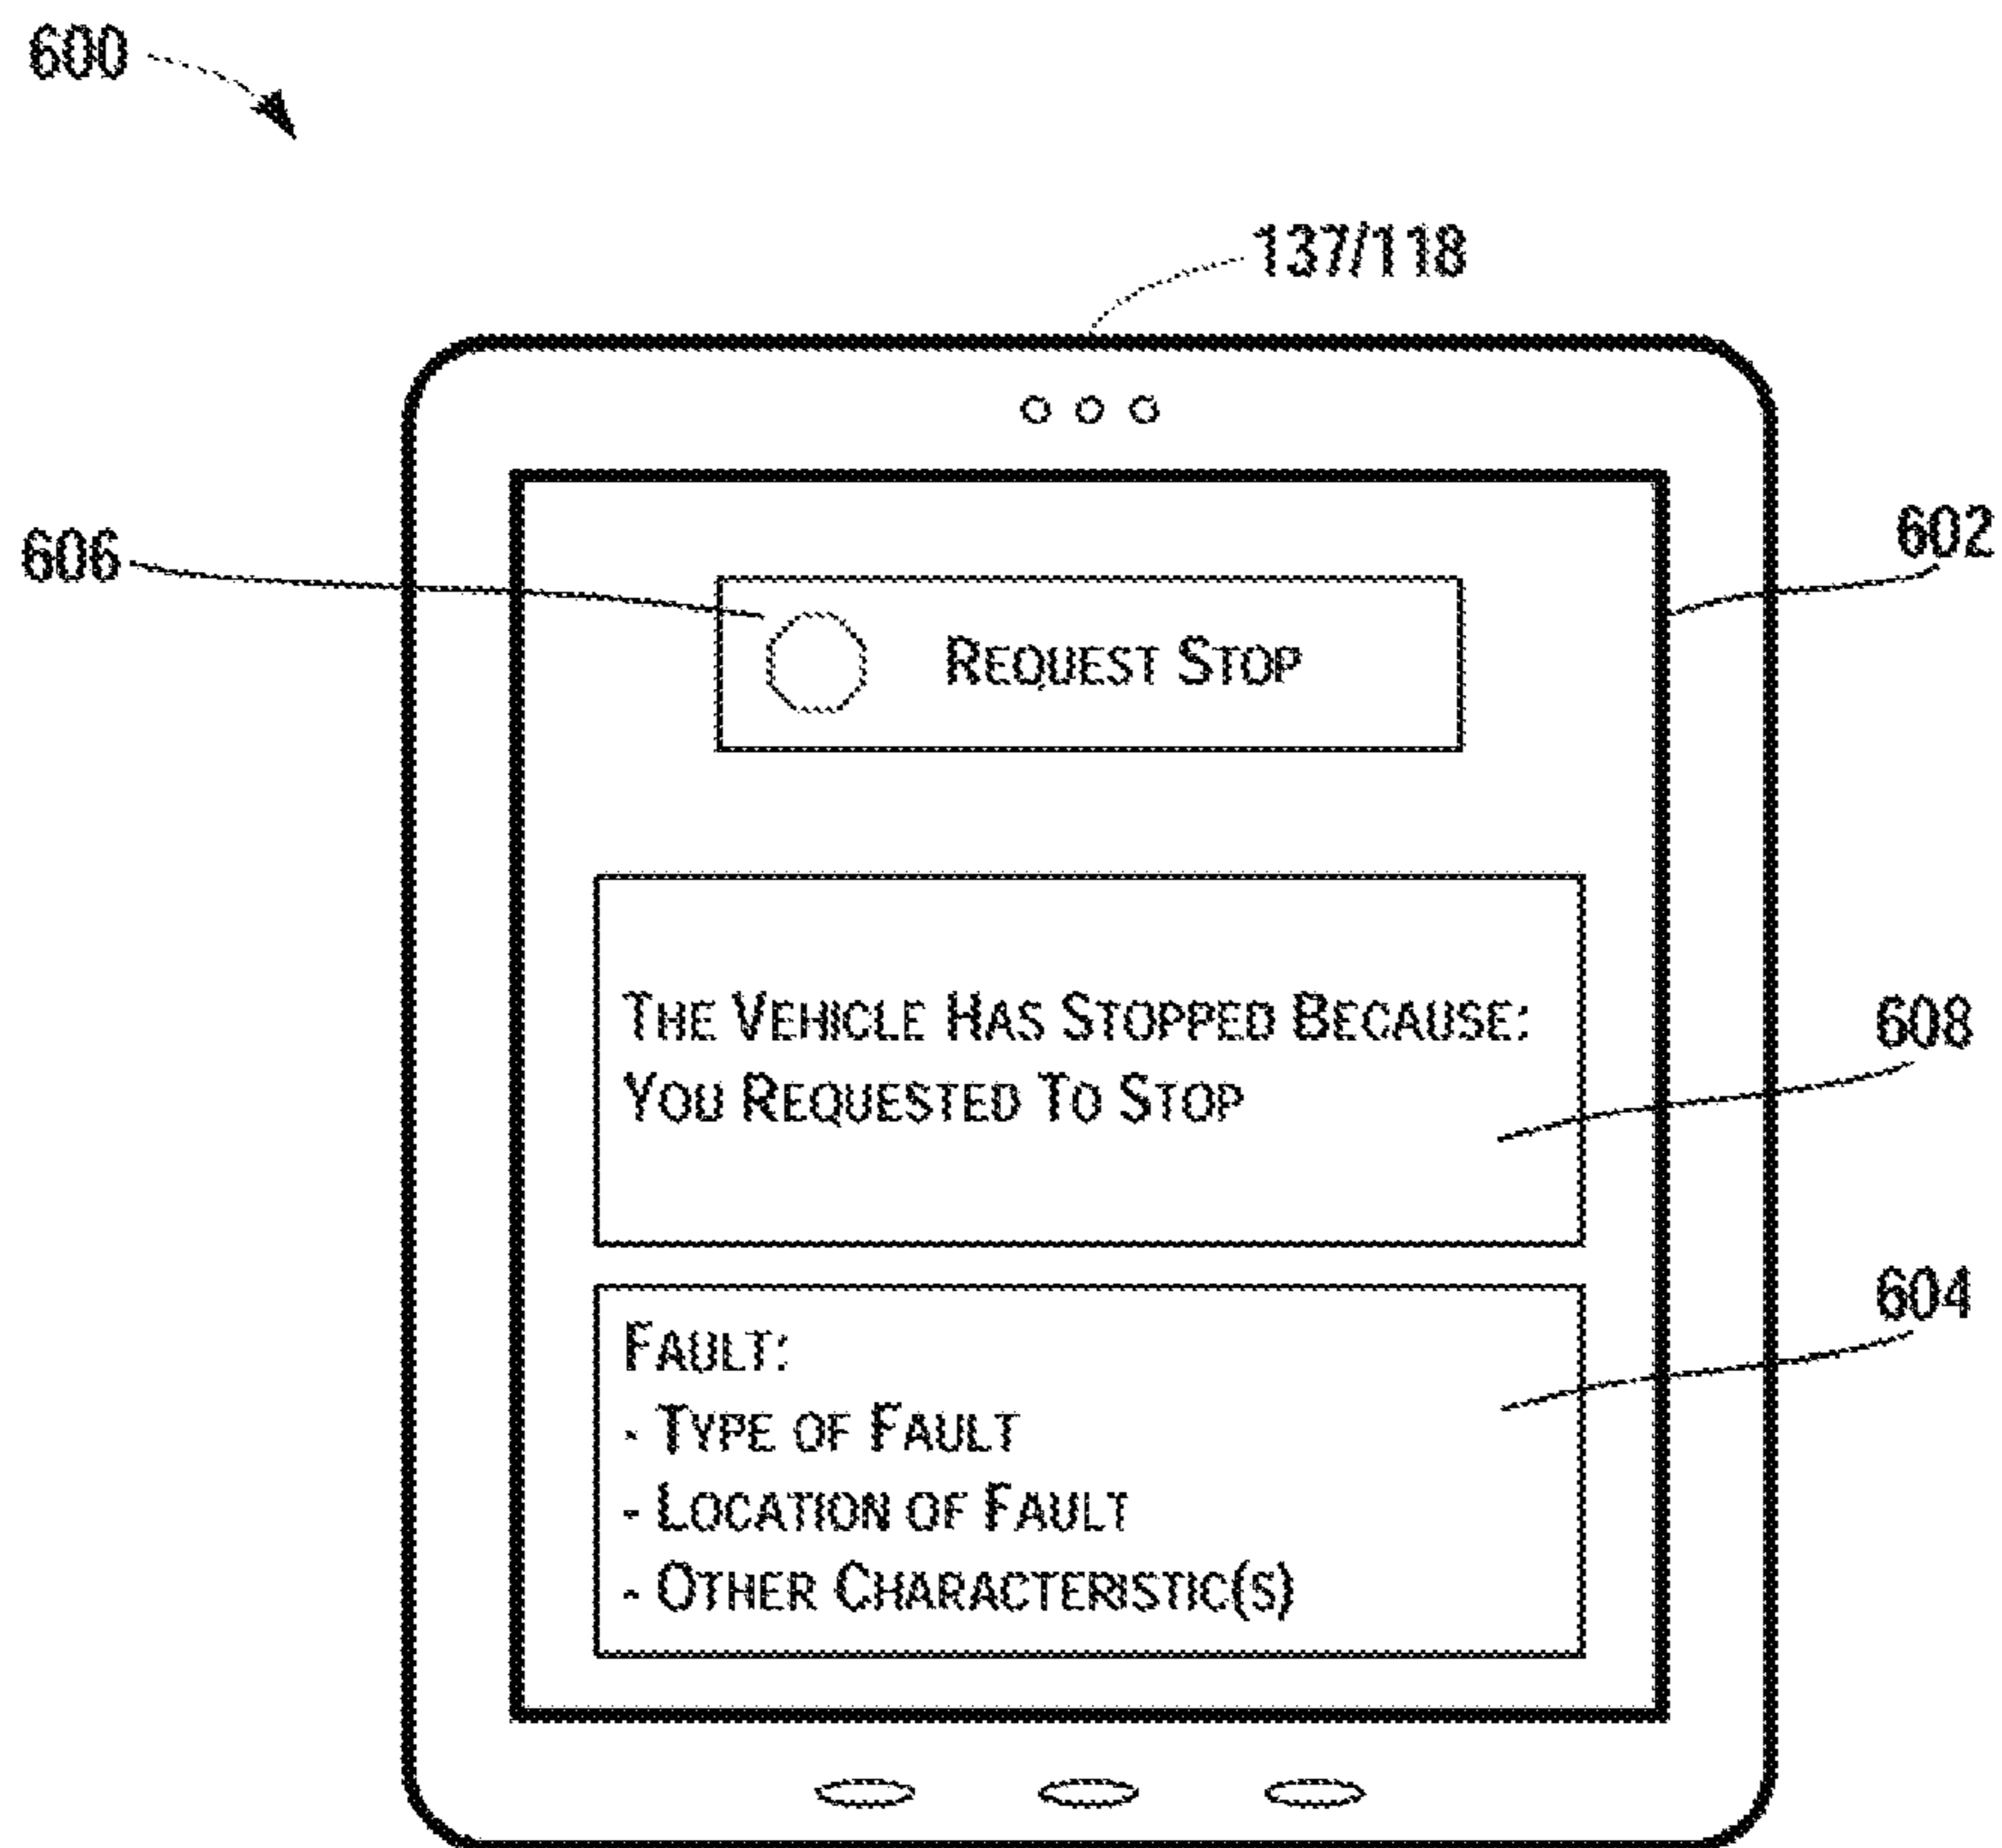 600
137/118
602
606
REQUEST STOP
THE VEHICLE HAS STOPPED BECAUSE:
YOU REQUESTED TO STOP
608
604
FAULT:
- TYPE OF FAULT
- LOCATION OF FAULT
- OTHER CHARACTERISTIC(S)